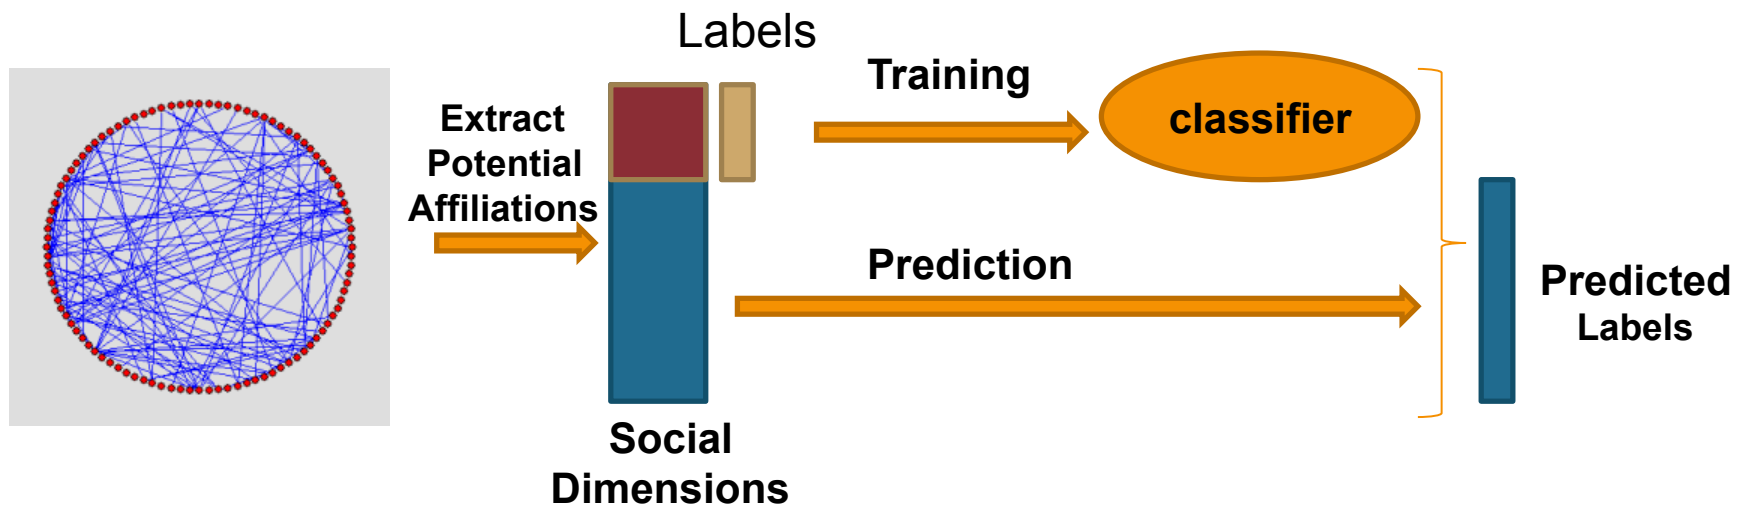 Labels
Extract
Potential
Affiliations
Training
classifier
Prediction
Predicted
Labels
Social
Dimensions